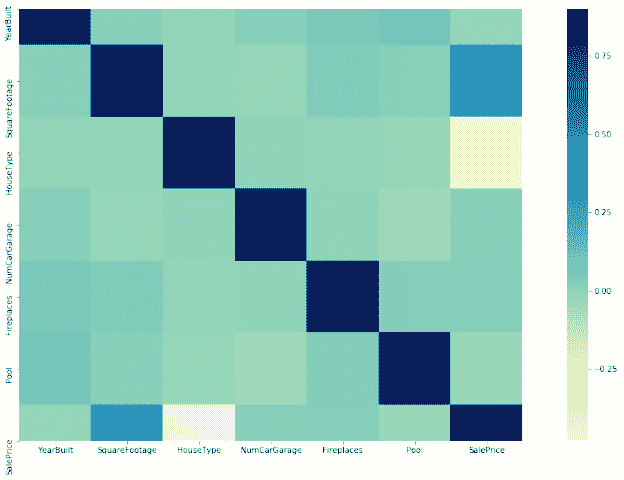 YearBuilt
SquareFootage
HouseType
NumCarGarage
Fireplaces
Pool
SalePrice
YearBuilt SquareFootage HouseType NumCarGarage Fireplaces Pool SalePrice
0.75
0.50
0.25
0.00
−0.25